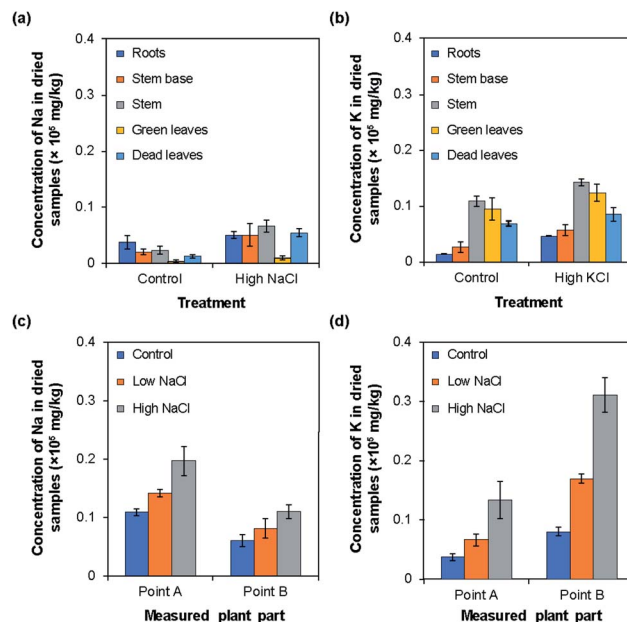 (a)
Concentration of Na in dried
samples (× 10⁵ mg/kg)
0.4
0.3
0.2
0.1
0
Roots
Stem base
Stem
Green leaves
Dead leaves
Control
High NaCl
Treatment
(b)
Concentration of K in dried
samples (× 10⁵ mg/kg)
0.4
0.3
0.2
0.1
0
Roots
Stem base
Stem
Green leaves
Dead leaves
Control
High KCl
Treatment
(c)
Concentration of Na in dried
samples (×10⁵ mg/kg)
0.4
0.3
0.2
0.1
0
Control
Low NaCl
High NaCl
Point A
Point B
Measured plant part
(d)
Concentration of K in dried
samples (×10⁵ mg/kg)
0.4
0.3
0.2
0.1
0
Control
Low NaCl
High NaCl
Point A
Point B
Measured plant part